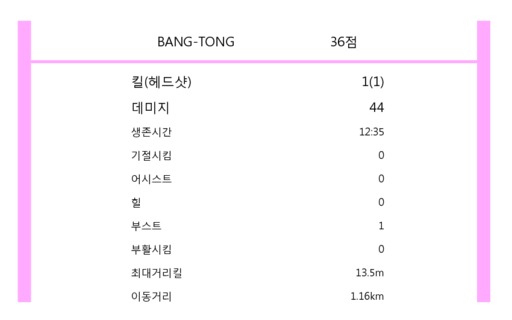 BANG-TONG 36점
킬(헤드샷) 1(1)
데미지 44
생존시간 12:35
기절시킴 0
어시스트 0
힐 0
부스트 1
부활시킴 0
최대거리킬 13.5m
이동거리 1.16km